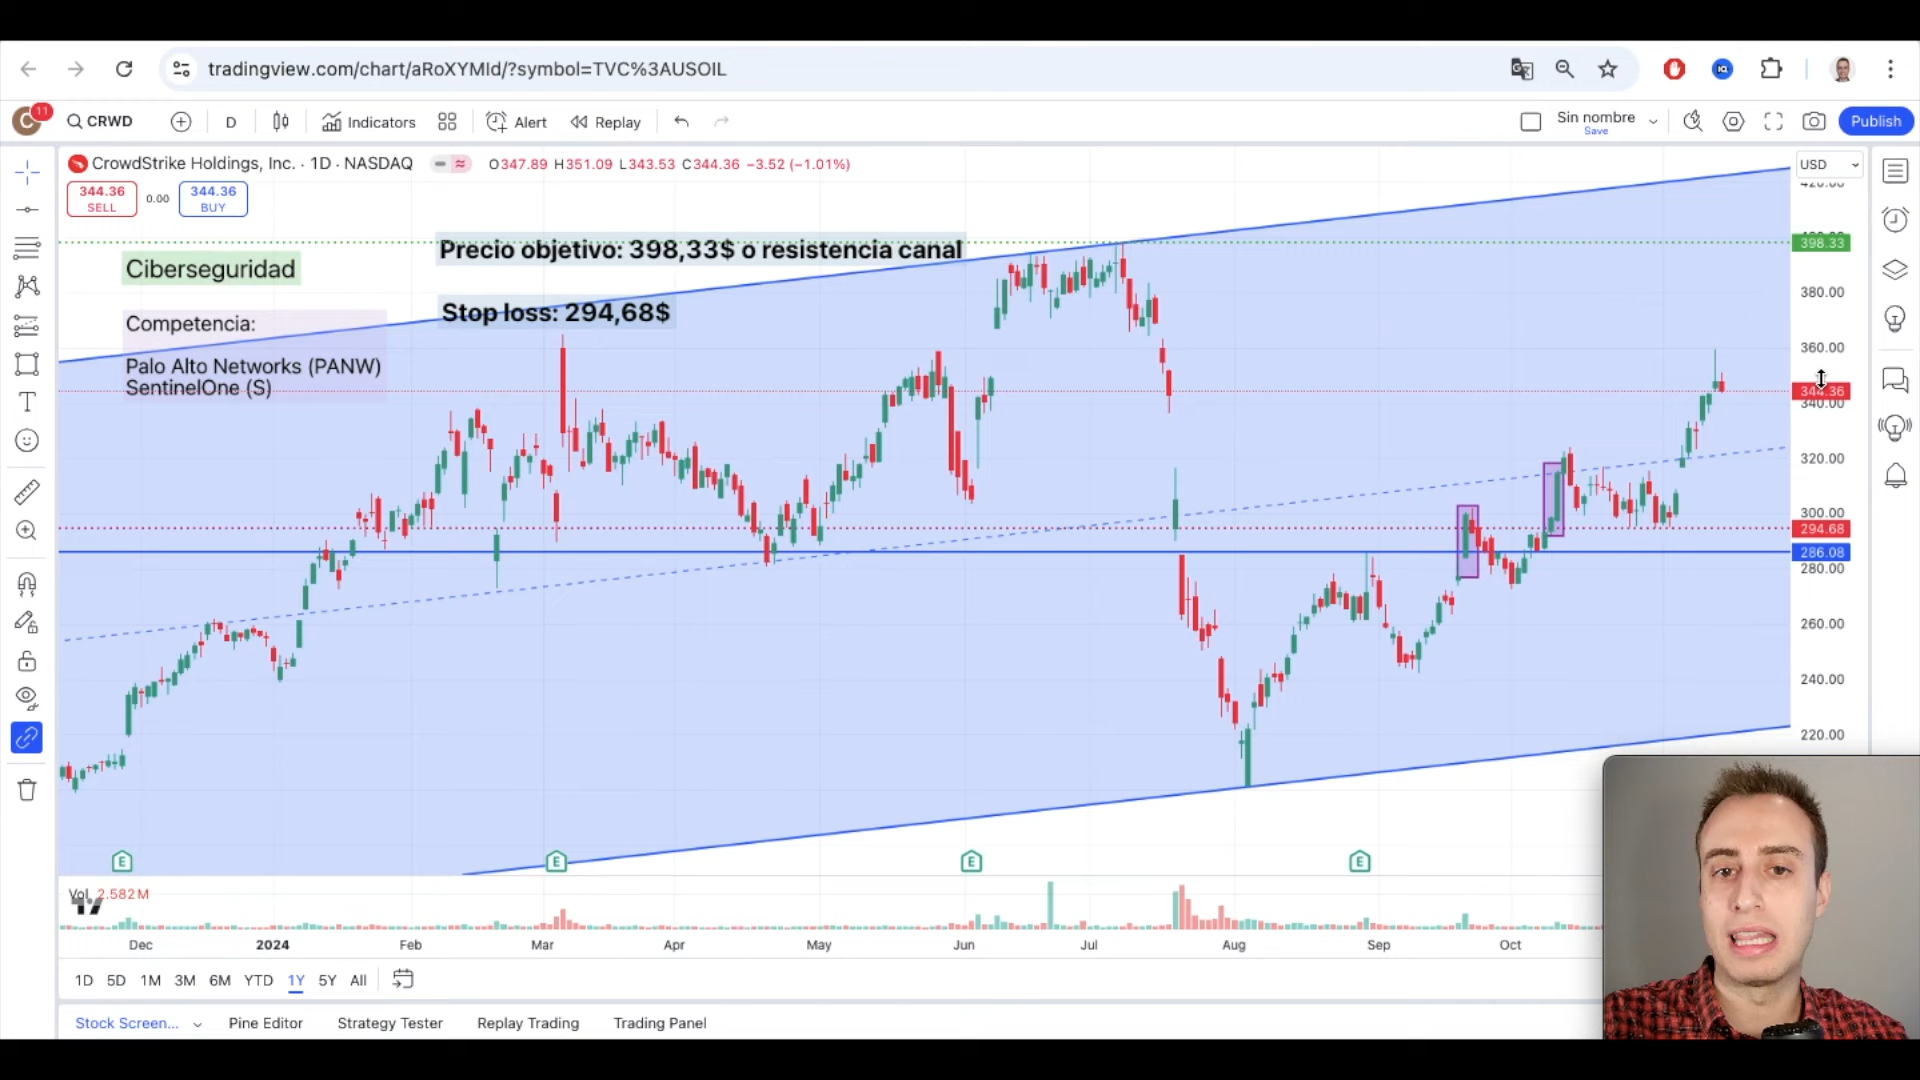 tradingview.com/chart/aRoXYMId/?symbol=TVC%3AUSOIL
C 11 CRWD D Indicators Alert Replay Sin nombre Save Publish
CrowdStrike Holdings, Inc. · 1D · NASDAQ O347.89 H351.09 L343.53 C344.36 −3.52 (−1.01%) USD
344.36 SELL 0.00 344.36 BUY
420.00
Precio objetivo: 398,33$ o resistencia canal
398.33
Ciberseguridad
380.00
Stop loss: 294,68$
Competencia:
360.00
Palo Alto Networks (PANW)
SentinelOne (S)
344.36
340.00
320.00
300.00
294.68
286.08
280.00
260.00
240.00
220.00
E E E E
Vol 2.582M
Dec 2024 Feb Mar Apr May Jun Jul Aug Sep Oct
1D 5D 1M 3M 6M YTD 1Y 5Y All
Stock Screen... Pine Editor Strategy Tester Replay Trading Trading Panel